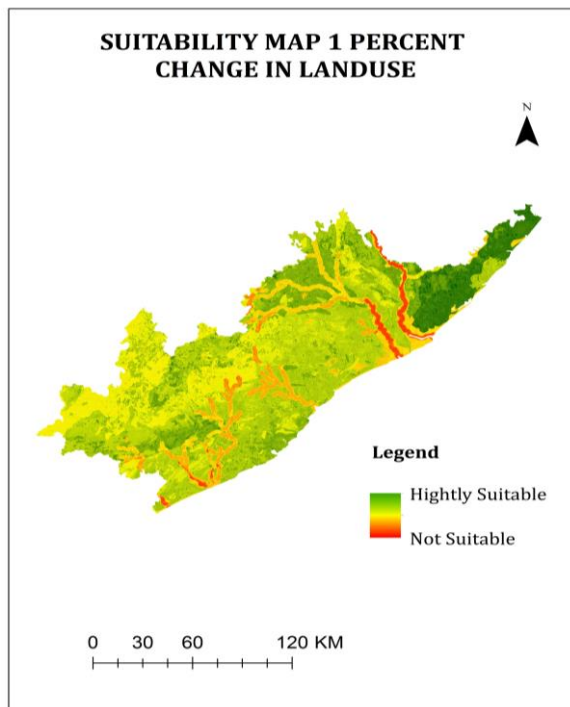 SUITABILITY MAP 1 PERCENT
CHANGE IN LANDUSE
N
Legend
Hightly Suitable
Not Suitable
0 30 60 120 KM